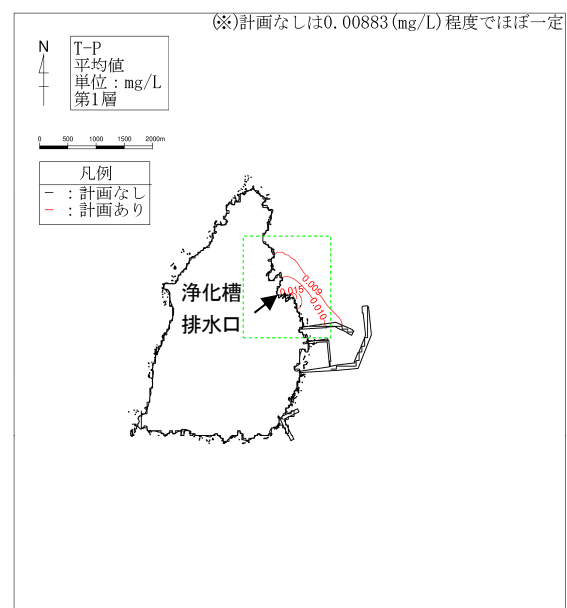 (※)計画なしは0.00883(mg/L)程度でほぼ一定
N
T-P
平均値
単位：mg/L
第1層
0 500 1000 1500 2000m
凡例
− ：計画なし
− ：計画あり
0.009
0.015
0.010
浄化槽
排水口